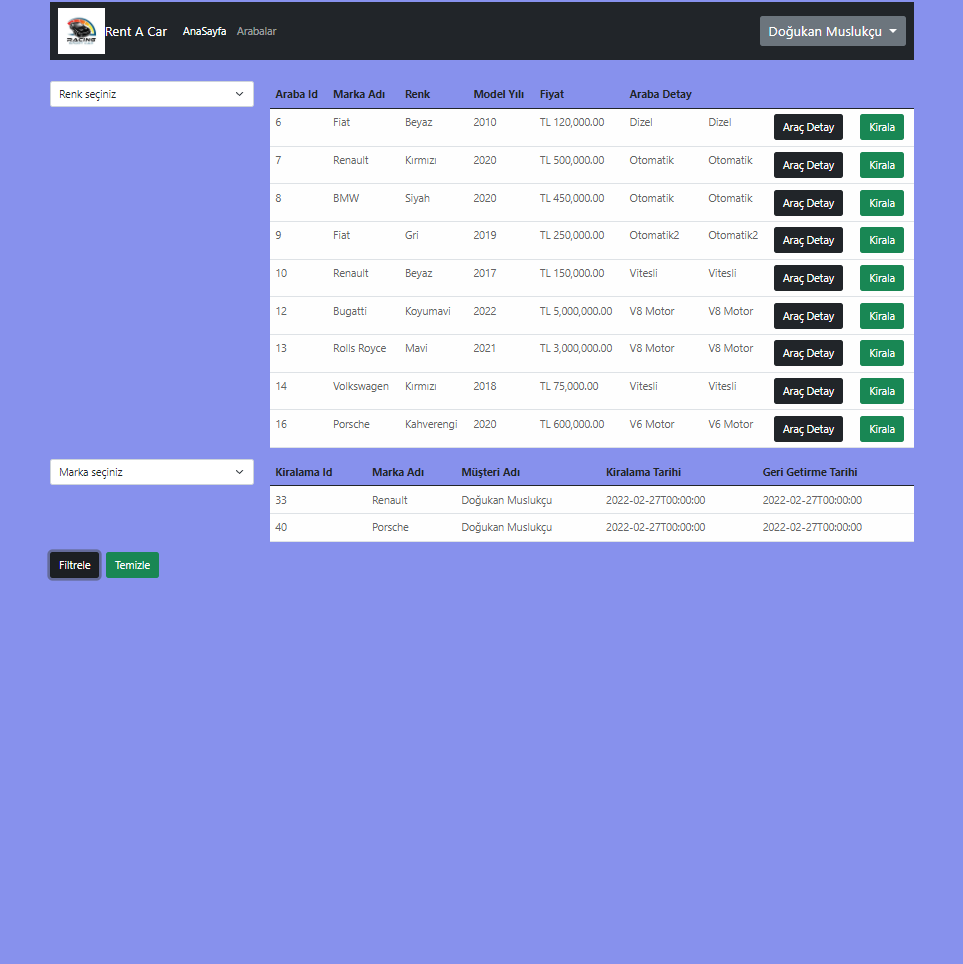 RACING
Rent A Car AnaSayfa Arabalar Doğukan Muslukçu
Renk seçiniz
Araba Id Marka Adı Renk Model Yılı Fiyat Araba Detay
6 Fiat Beyaz 2010 TL 120,000.00 Dizel Dizel Araç Detay Kirala
7 Renault Kırmızı 2020 TL 500,000.00 Otomatik Otomatik Araç Detay Kirala
8 BMW Siyah 2020 TL 450,000.00 Otomatik Otomatik Araç Detay Kirala
9 Fiat Gri 2019 TL 250,000.00 Otomatik2 Otomatik2 Araç Detay Kirala
10 Renault Beyaz 2017 TL 150,000.00 Vitesli Vitesli Araç Detay Kirala
12 Bugatti Koyumavi 2022 TL 5,000,000.00 V8 Motor V8 Motor Araç Detay Kirala
13 Rolls Royce Mavi 2021 TL 3,000,000.00 V8 Motor V8 Motor Araç Detay Kirala
14 Volkswagen Kırmızı 2018 TL 75,000.00 Vitesli Vitesli Araç Detay Kirala
16 Porsche Kahverengi 2020 TL 600,000.00 V6 Motor V6 Motor Araç Detay Kirala
Marka seçiniz
Kiralama Id Marka Adı Müşteri Adı Kiralama Tarihi Geri Getirme Tarihi
33 Renault Doğukan Muslukçu 2022-02-27T00:00:00 2022-02-27T00:00:00
40 Porsche Doğukan Muslukçu 2022-02-27T00:00:00 2022-02-27T00:00:00
Filtrele Temizle